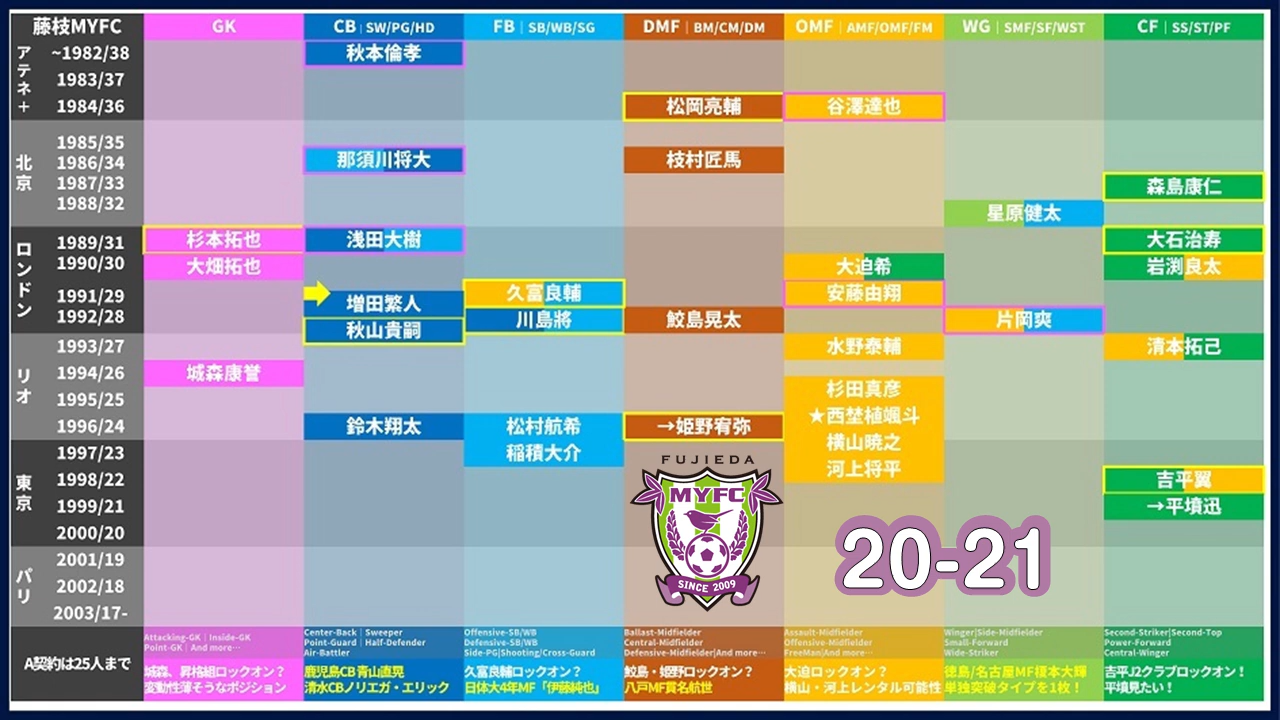 藤枝MYFC
GK
CB｜SW/PG/HD
FB｜SB/WB/SG
DMF｜BM/CM/DM
OMF｜AMF/OMF/FM
WG｜SMF/SF/WST
CF｜SS/ST/PF
アテネ+
~1982/38
秋本倫孝
1983/37
1984/36
松岡亮輔
谷澤達也
北京
1985/35
1986/34
那須川将大
枝村匠馬
1987/33
森島康仁
1988/32
星原健太
ロンドン
1989/31
杉本拓也
浅田大樹
大石治寿
1990/30
大畑拓也
大迫希
岩渕良太
1991/29
増田繁人
久富良輔
安藤由翔
1992/28
秋山貴嗣
川島將
鮫島晃太
片岡爽
リオ
1993/27
水野泰輔
清本拓己
1994/26
城森康誉
杉田真彦
1995/25
★西埜植颯斗
1996/24
鈴木翔太
松村航希
→姫野宥弥
横山暁之
東京
1997/23
稲積大介
河上将平
1998/22
吉平翼
1999/21
→平墳迅
2000/20
パリ
2001/19
2002/18
2003/17-
FUJIEDA
MYFC
SINCE 2009
20-21
A契約は25人まで
Attacking-GK｜Inside-GK
Point-GK｜And more…
城森、昇格組ロックオン？
変動性薄そうなポジション
Center-Back｜Sweeper
Point-Guard｜Half-Defender
Air-Battler
鹿児島CB青山直晃
清水CBノリエガ・エリック
Offensive-SB/WB
Defensive-SB/WB
Side-PG|Shooting/Cross-Guard
久富良輔ロックオン？
日体大4年MF「伊藤純也」
Ballast-Midfielder
Central-Midfielder
Defensive-Midfielder|And more…
鮫島・姫野ロックオン？
八戸MF貫名航世
Assault-Midfielder
Offensive-Midfielder
FreeMan|And more…
大迫ロックオン？
横山・河上レンタル可能性
Winger|Side-Midfielder
Small-Forward
Wide-Striker
徳島/名古屋MF榎本大輝
単独突破タイプを1枚！
Second-Striker|Second-Top
Power-Forward
Central-Winger
吉平J2クラブロックオン！
平墳見たい！